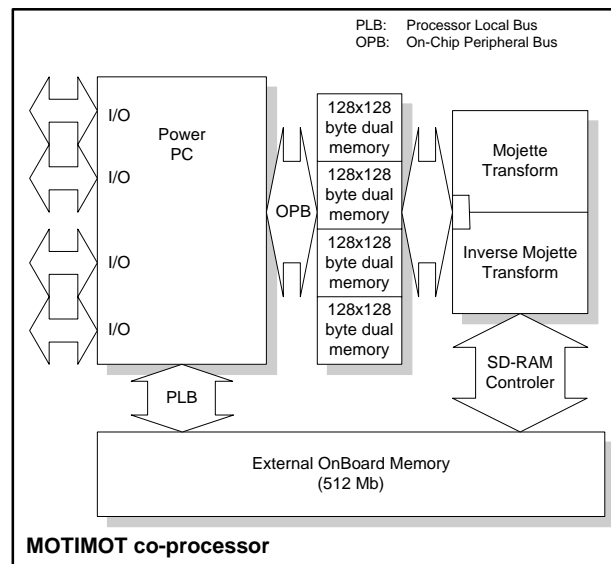 PLB: Processor Local Bus
OPB: On-Chip Peripheral Bus
I/O
I/O
I/O
I/O
Power
PC
OPB
128x128
byte dual
memory
128x128
byte dual
memory
128x128
byte dual
memory
128x128
byte dual
memory
Mojette
Transform
Inverse Mojette
Transform
PLB
SD-RAM
Controler
External OnBoard Memory
(512 Mb)
MOTIMOT co-processor